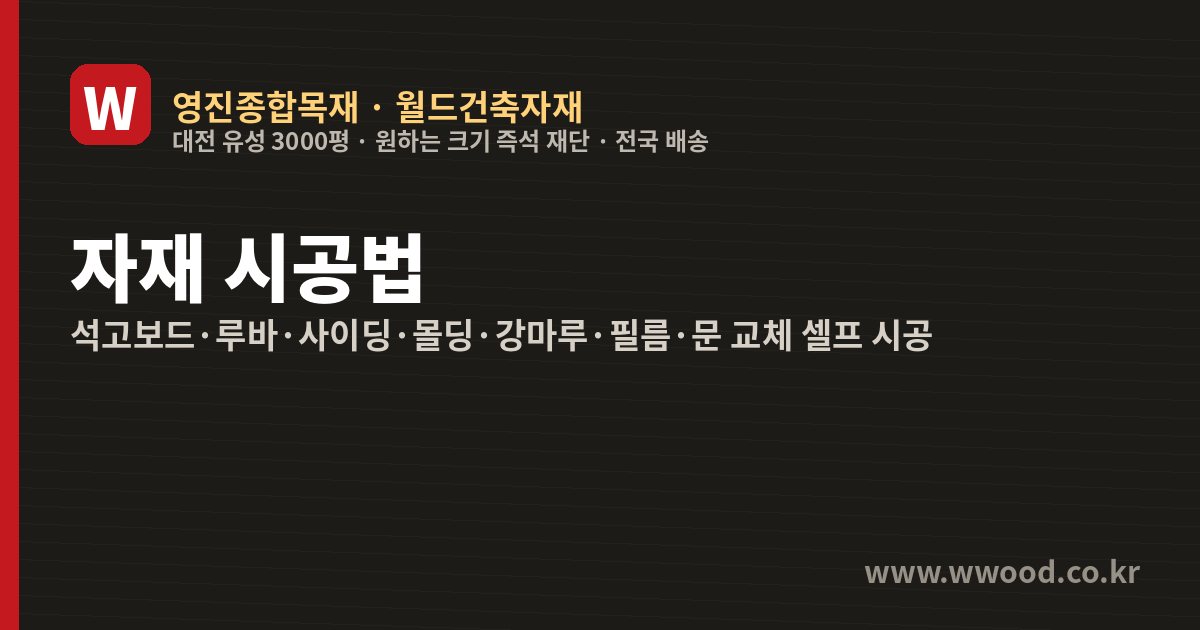 W
영진종합목재 · 월드건축자재
대전 유성 3000평 · 원하는 크기 즉석 재단 · 전국 배송
자재 시공법
석고보드·루바·사이딩·몰딩·강마루·필름·문 교체 셀프 시공
www.wwood.co.kr